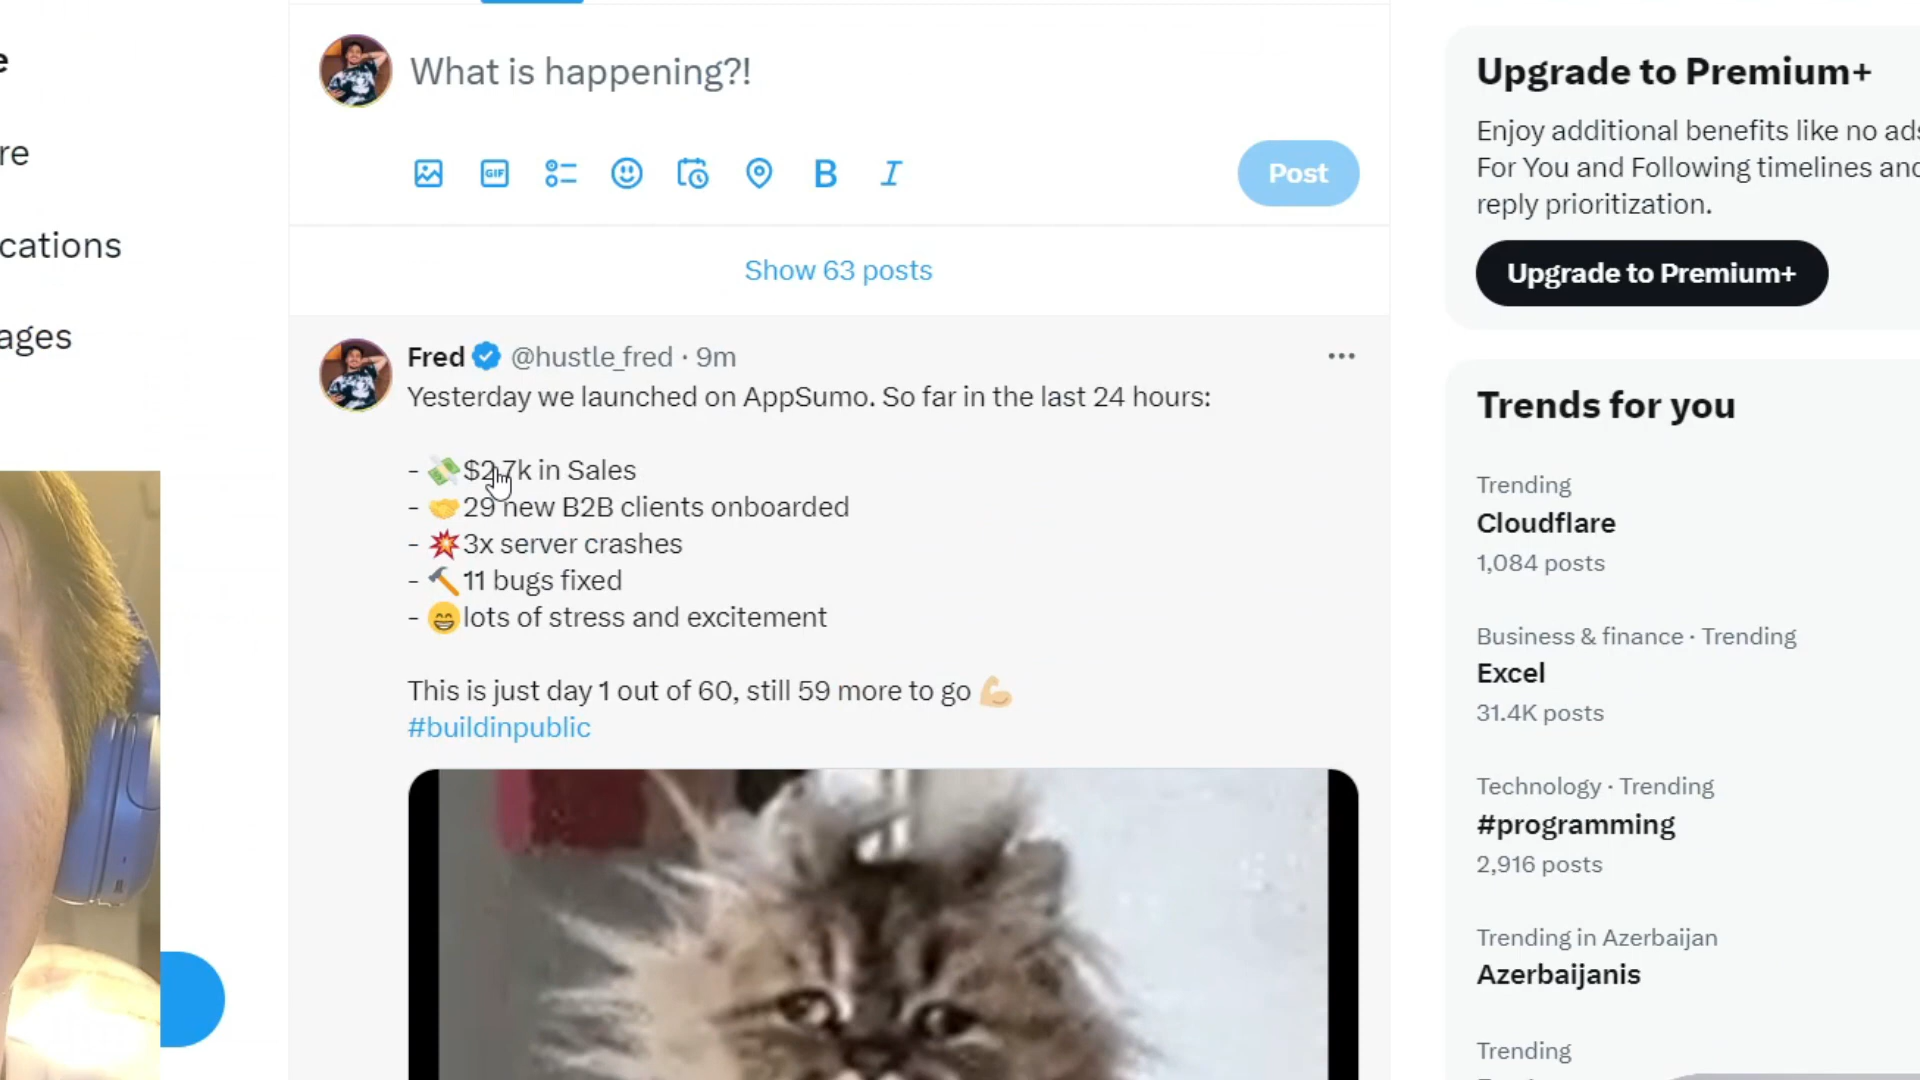 e
re
cations
ages
What is happening?!
GIF
B
I
Post
Show 63 posts
Fred @hustle_fred · 9m
Yesterday we launched on AppSumo. So far in the last 24 hours:
- 💸$2.7k in Sales
- 🤝29 new B2B clients onboarded
- 💥3x server crashes
- 🔨11 bugs fixed
- 😄lots of stress and excitement
This is just day 1 out of 60, still 59 more to go 💪🏼
#buildinpublic
Upgrade to Premium+
Enjoy additional benefits like no ads
For You and Following timelines and
reply prioritization.
Upgrade to Premium+
Trends for you
Trending
Cloudflare
1,084 posts
Business & finance · Trending
Excel
31.4K posts
Technology · Trending
#programming
2,916 posts
Trending in Azerbaijan
Azerbaijanis
Trending